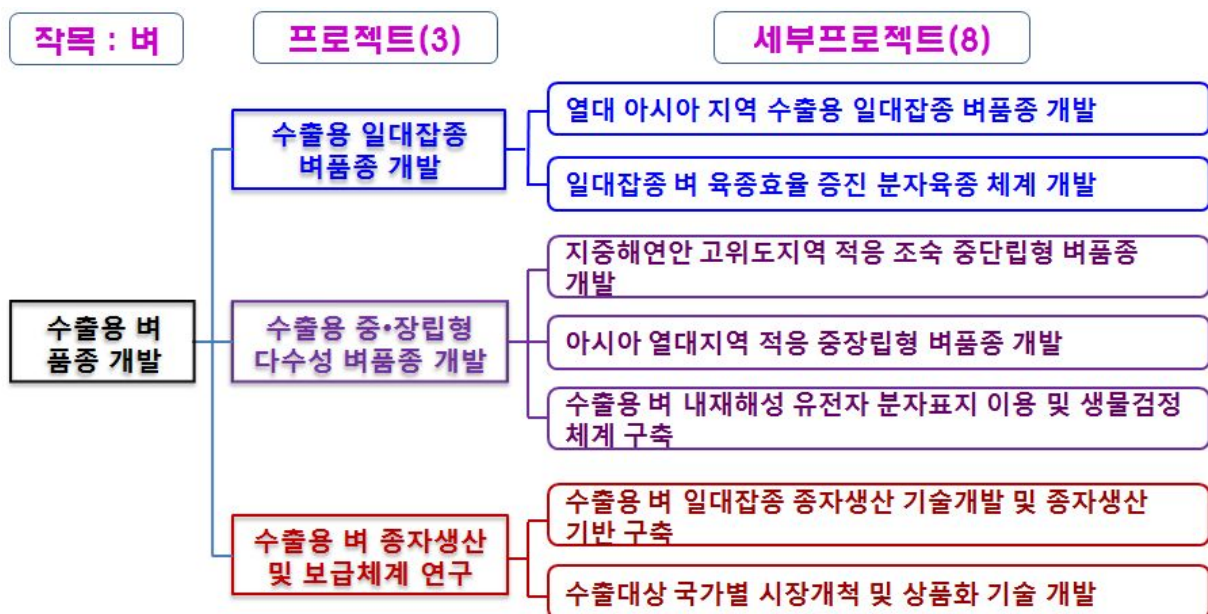 작목 : 벼
프로젝트(3)
세부프로젝트(8)
수출용 벼
품종 개발
수출용 일대잡종
벼품종 개발
열대 아시아 지역 수출용 일대잡종 벼품종 개발
일대잡종 벼 육종효율 증진 분자육종 체계 개발
수출용 중•장립형
다수성 벼품종 개발
지중해연안 고위도지역 적응 조숙 중단립형 벼품종
개발
아시아 열대지역 적응 중장립형 벼품종 개발
수출용 벼 내재해성 유전자 분자표지 이용 및 생물검정
체계 구축
수출용 벼 종자생산
및 보급체계 연구
수출용 벼 일대잡종 종자생산 기술개발 및 종자생산
기반 구축
수출대상 국가별 시장개척 및 상품화 기술 개발